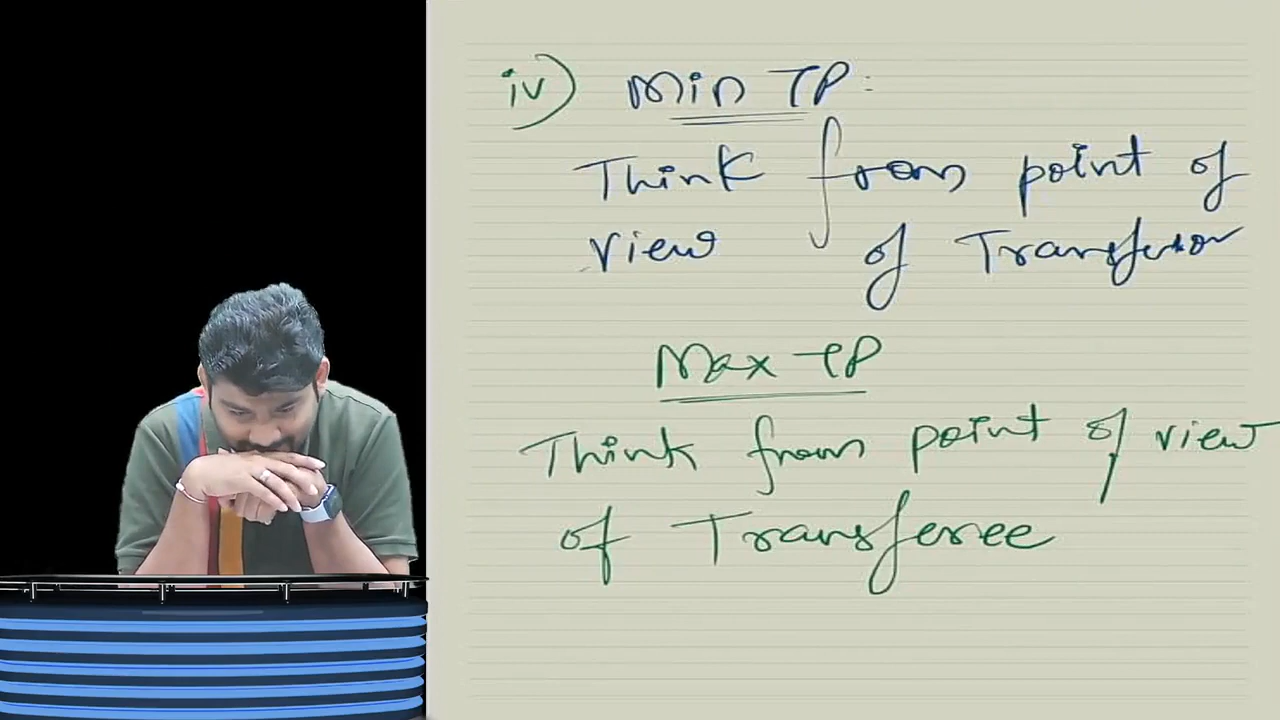 iv) Min TP:
Think from point of
view of Transferor
Max TP
Think from point of view
of Transferee